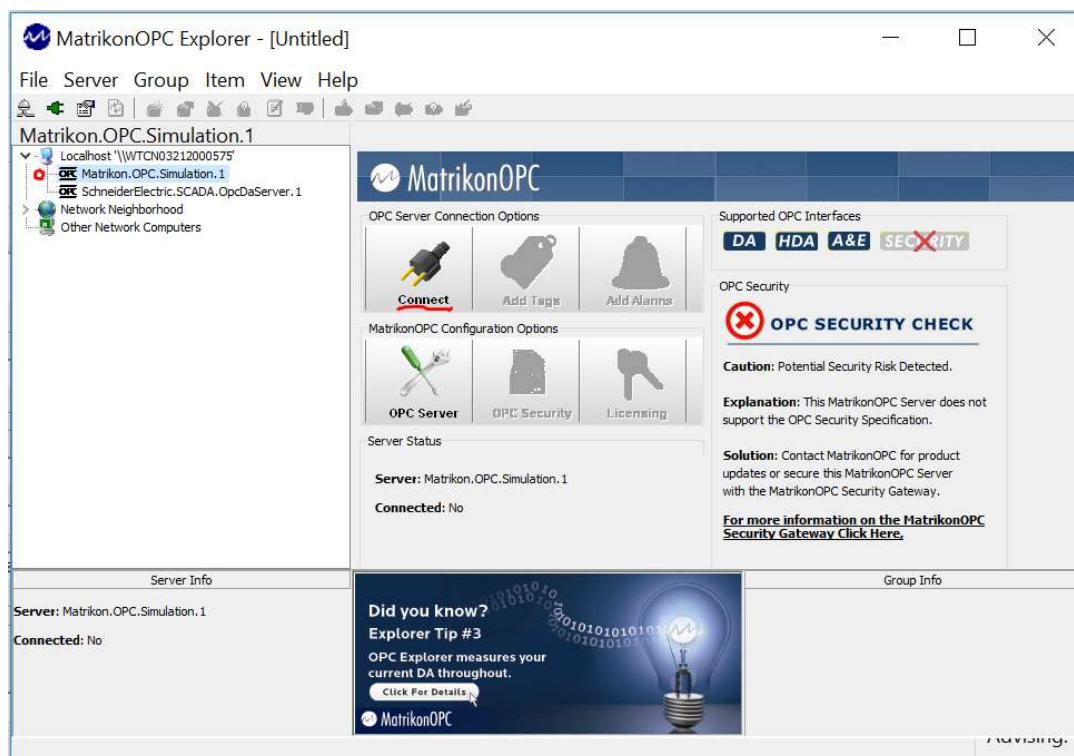 MatrikonOPC Explorer - [Untitled]
File Server Group Item View Help
Matrikon.OPC.Simulation.1
Localhost '\\WTCN03212000575'
Matrikon.OPC.Simulation.1
SchneiderElectric.SCADA.OpcDaServer.1
Network Neighborhood
Other Network Computers
MatrikonOPC
OPC Server Connection Options
Connect Add Tags Add Alarms
MatrikonOPC Configuration Options
OPC Server OPC Security Licensing
Server Status
Server: Matrikon.OPC.Simulation.1
Connected: No
Supported OPC Interfaces
DA HDA A&E SECURITY
OPC Security
OPC SECURITY CHECK
Caution: Potential Security Risk Detected.
Explanation: This MatrikonOPC Server does not
support the OPC Security Specification.
Solution: Contact MatrikonOPC for product
updates or secure this MatrikonOPC Server
with the MatrikonOPC Security Gateway.
For more information on the MatrikonOPC
Security Gateway Click Here.
Server Info
Server: Matrikon.OPC.Simulation.1
Connected: No
Did you know?
Explorer Tip #3
OPC Explorer measures your
current DA throughout.
Click For Details
MatrikonOPC
Group Info